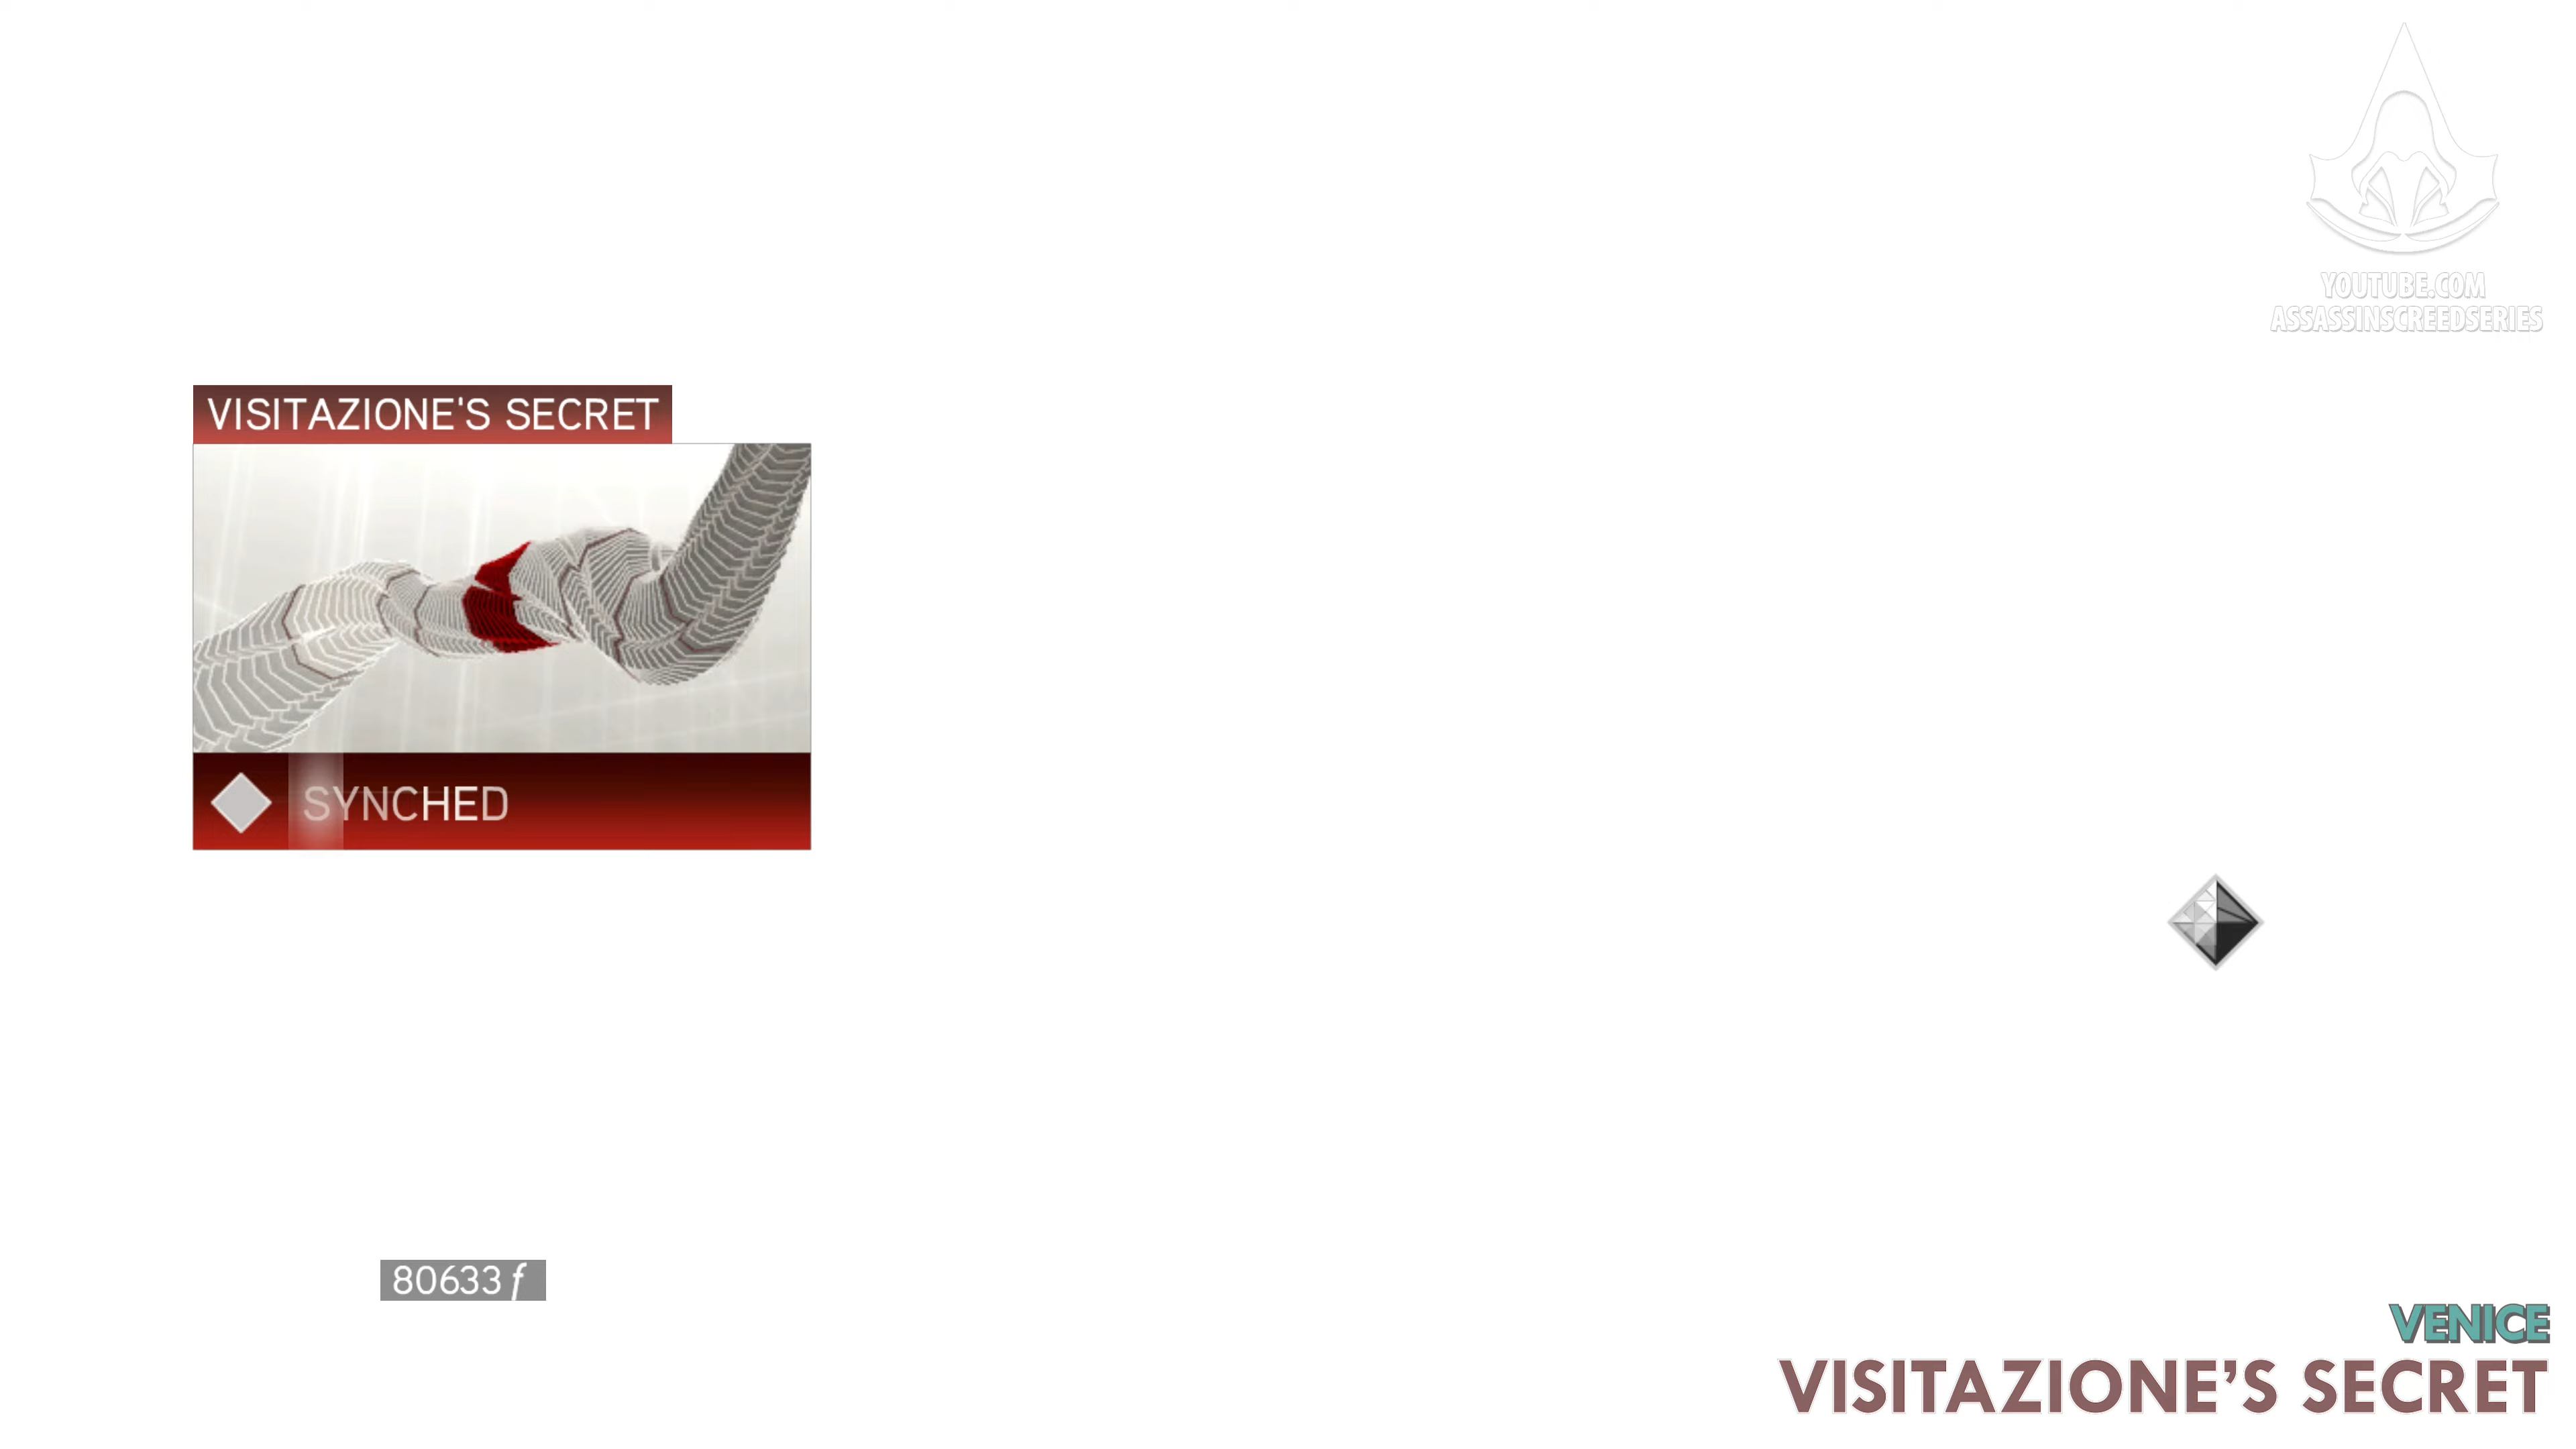 YOUTUBE.COM
ASSASSINSCREEDSERIES
VISITAZIONE'S SECRET
SYNCHED
80633 f
VENICE
VISITAZIONE’S SECRET